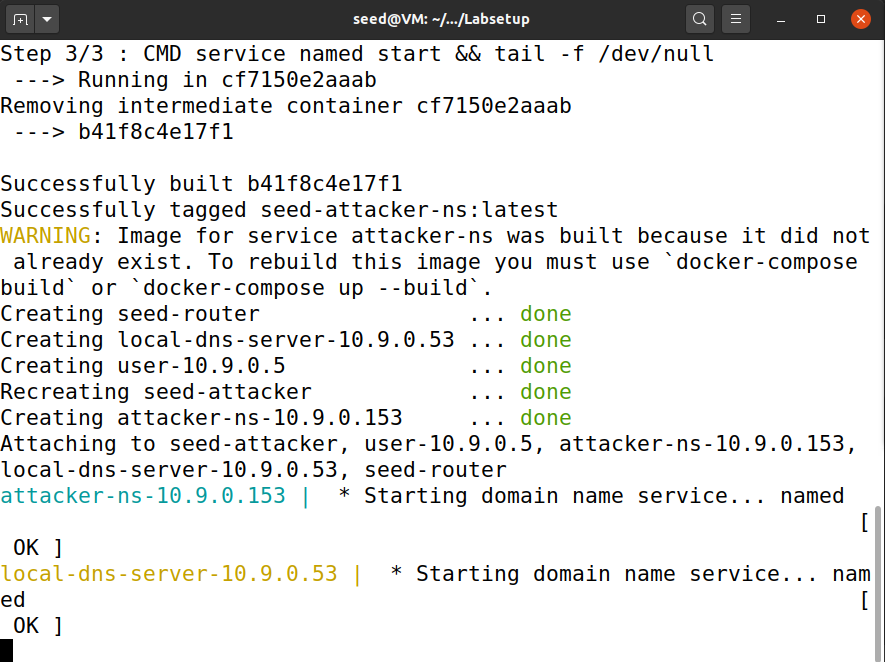 seed@VM: ~/.../Labsetup
Step 3/3 : CMD service named start && tail -f /dev/null
 ---> Running in cf7150e2aaab
Removing intermediate container cf7150e2aaab
 ---> b41f8c4e17f1
Successfully built b41f8c4e17f1
Successfully tagged seed-attacker-ns:latest
WARNING: Image for service attacker-ns was built because it did not
 already exist. To rebuild this image you must use `docker-compose
build` or `docker-compose up --build`.
Creating seed-router                ... done
Creating local-dns-server-10.9.0.53 ... done
Creating user-10.9.0.5              ... done
Recreating seed-attacker            ... done
Creating attacker-ns-10.9.0.153     ... done
Attaching to seed-attacker, user-10.9.0.5, attacker-ns-10.9.0.153,
local-dns-server-10.9.0.53, seed-router
attacker-ns-10.9.0.153 |  * Starting domain name service... named
[
 OK ]
local-dns-server-10.9.0.53 |  * Starting domain name service... nam
ed                                                                [
 OK ]